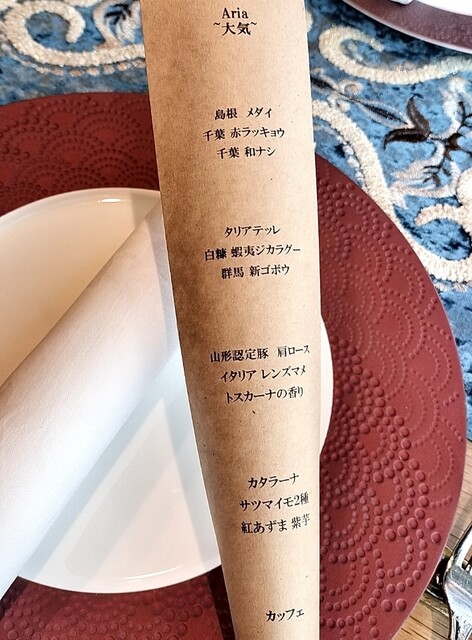 Aria
~大気~
島根 メダイ
千葉 赤ラッキョウ
千葉 和ナシ
タリアテッレ
白糠 蝦夷ジカラグー
群馬 新ゴボウ
山形認定豚 肩ロース
イタリア レンズマメ
トスカーナの香り
カタラーナ
サツマイモ2種
紅あずま 紫芋
カッフェ